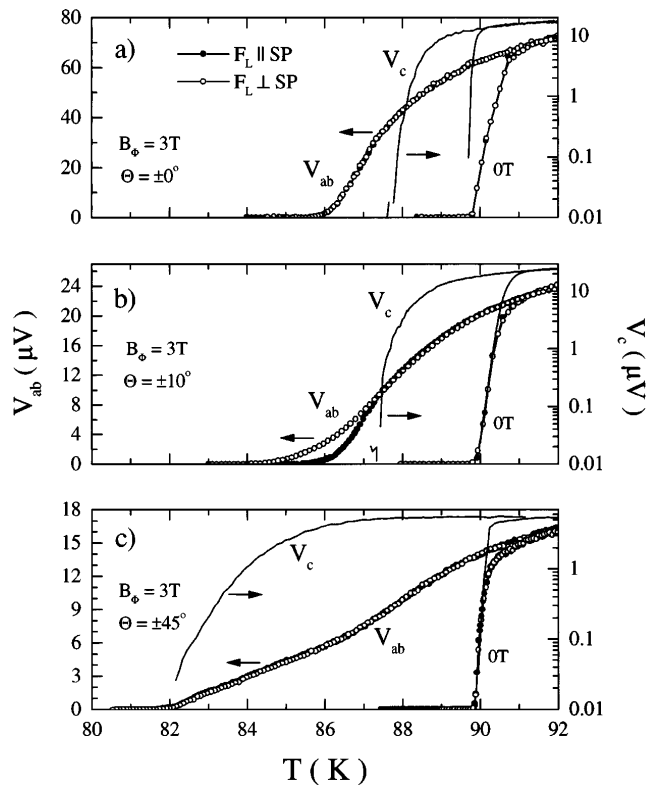 a)
F_L || SP
F_L ⊥ SP
B_Φ = 3T
Θ = ±0°
V_c
V_ab
0T
80
60
40
20
0
10
1
0.1
0.01
b)
B_Φ = 3T
Θ = ±10°
V_c
V_ab
0T
24
20
16
12
8
4
0
10
1
0.1
0.01
V_ab ( μV )
V_c ( μV )
c)
B_Φ = 3T
Θ = ±45°
V_c
V_ab
0T
18
15
12
9
6
3
0
1
0.1
0.01
80 82 84 86 88 90 92
T ( K )